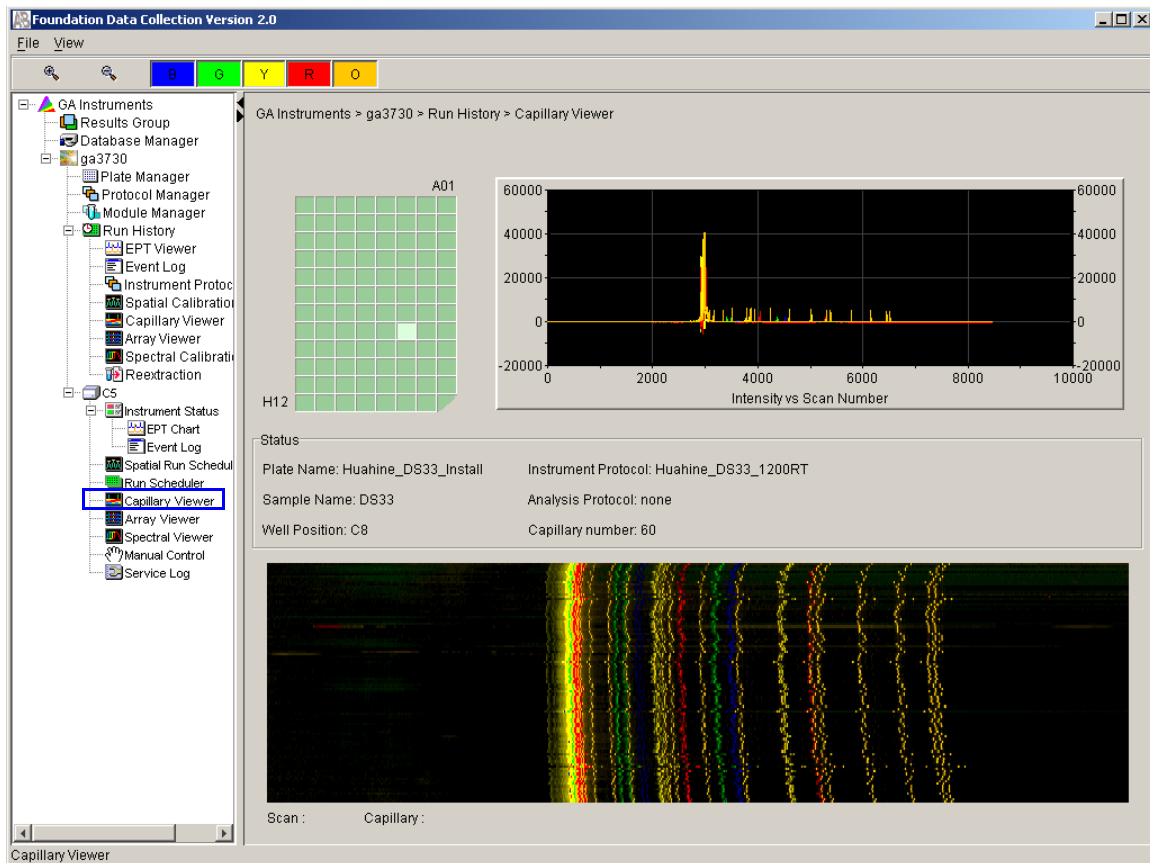 Foundation Data Collection Version 2.0
File View
B G Y R O
GA Instruments
Results Group
Database Manager
ga3730
Plate Manager
Protocol Manager
Module Manager
Run History
EPT Viewer
Event Log
Instrument Protoc
Spatial Calibration
Capillary Viewer
Array Viewer
Spectral Calibrati
Reextraction
C5
Instrument Status
EPT Chart
Event Log
Spatial Run Schedul
Run Scheduler
Capillary Viewer
Array Viewer
Spectral Viewer
Manual Control
Service Log
GA Instruments > ga3730 > Run History > Capillary Viewer
A01
H12
60000 60000
40000 40000
20000 20000
0 0
-20000 -20000
0 2000 4000 6000 8000 10000
Intensity vs Scan Number
Status
Plate Name: Huahine_DS33_Install Instrument Protocol: Huahine_DS33_1200RT
Sample Name: DS33 Analysis Protocol: none
Well Position: C8 Capillary number: 60
Scan : Capillary :
Capillary Viewer